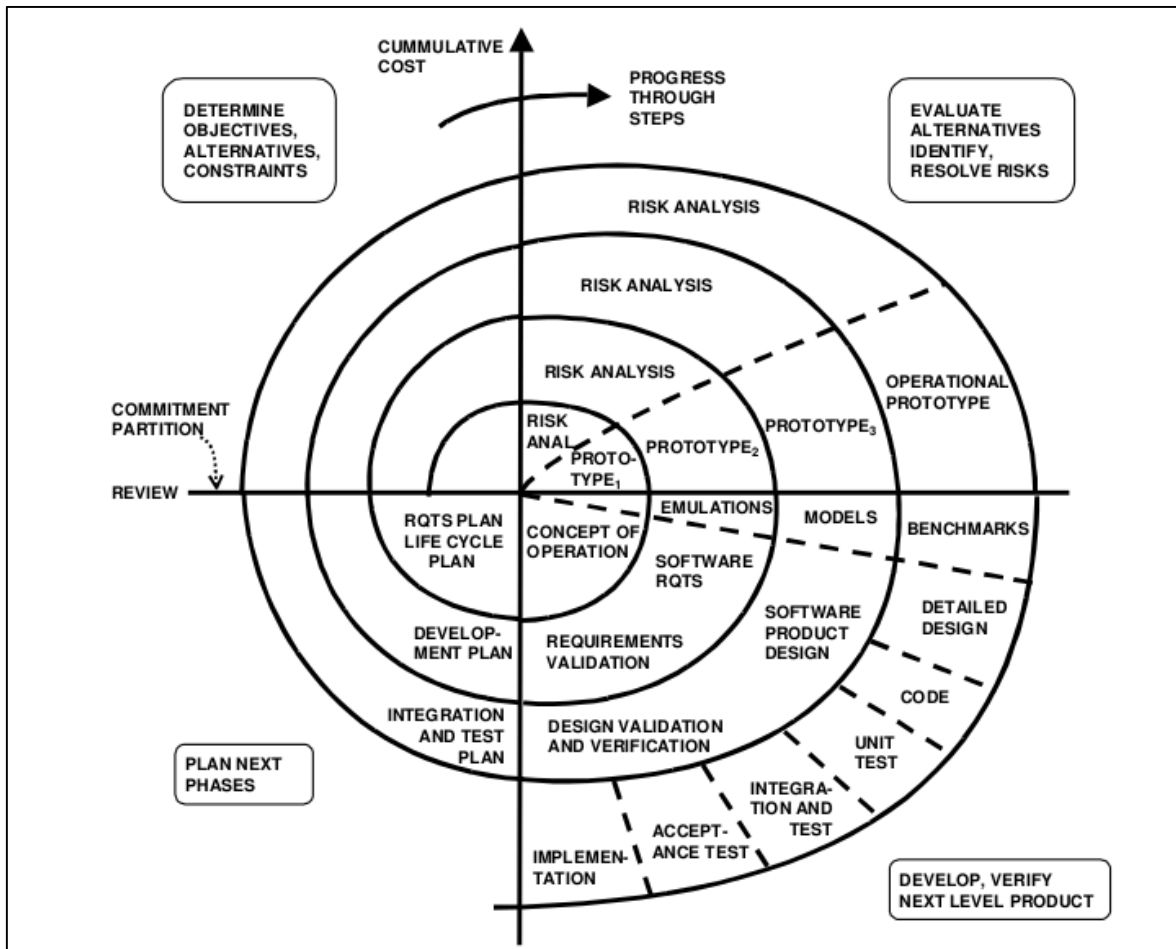 CUMMULATIVE
COST
PROGRESS
THROUGH
STEPS
DETERMINE
OBJECTIVES,
ALTERNATIVES,
CONSTRAINTS
EVALUATE
ALTERNATIVES
IDENTIFY,
RESOLVE RISKS
RISK ANALYSIS
RISK ANALYSIS
RISK ANALYSIS
RISK
ANAL.
OPERATIONAL
PROTOTYPE
PROTOTYPE₃
PROTOTYPE₂
PROTO-
TYPE₁
COMMITMENT
PARTITION
REVIEW
EMULATIONS
MODELS
BENCHMARKS
RQTS PLAN
LIFE CYCLE
PLAN
CONCEPT OF
OPERATION
SOFTWARE
RQTS
SOFTWARE
PRODUCT
DESIGN
DETAILED
DESIGN
DEVELOP-
MENT PLAN
REQUIREMENTS
VALIDATION
CODE
INTEGRATION
AND TEST
PLAN
DESIGN VALIDATION
AND VERIFICATION
UNIT
TEST
PLAN NEXT
PHASES
INTEGRA-
TION AND
TEST
ACCEPT-
ANCE TEST
IMPLEMEN-
TATION
DEVELOP, VERIFY
NEXT LEVEL PRODUCT